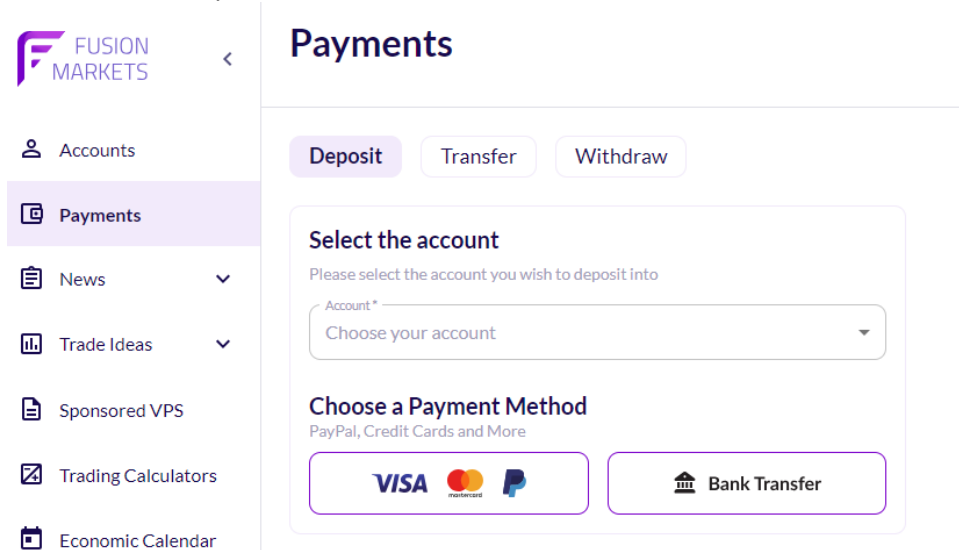 FUSION
MARKETS
Payments
Accounts
Payments
News
Trade Ideas
Sponsored VPS
Trading Calculators
Economic Calendar
Deposit
Transfer
Withdraw
Select the account
Please select the account you wish to deposit into
Account *
Choose your account
Choose a Payment Method
PayPal, Credit Cards and More
VISA
mastercard
Bank Transfer